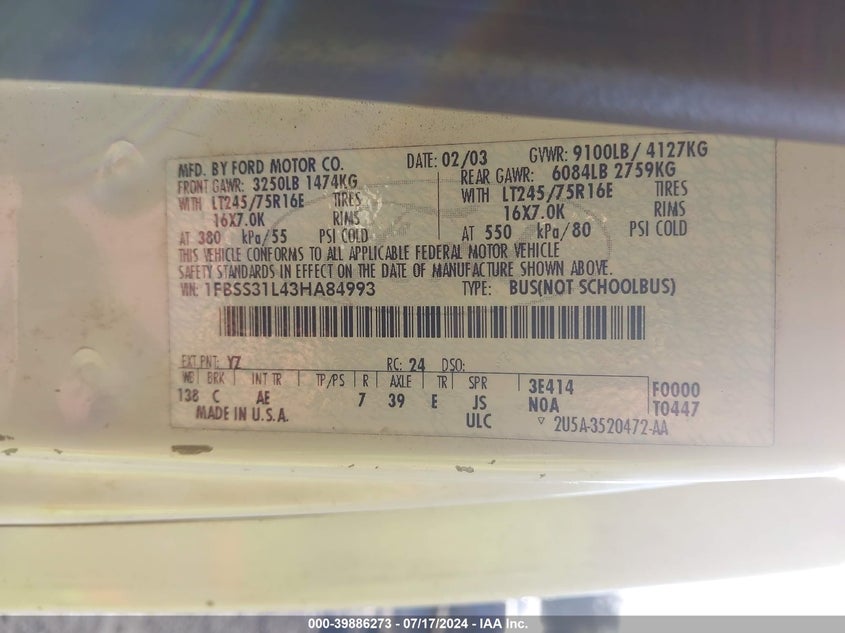 MFD. BY FORD MOTOR CO. DATE: 02/03 GVWR: 9100LB/ 4127KG
FRONT GAWR: 3250LB 1474KG REAR GAWR: 6084LB 2759KG
WITH LT245/75R16E TIRES WITH LT245/75R16E TIRES
16X7.0K RIMS 16X7.0K RIMS
AT 380 kPa/55 PSI COLD AT 550 kPa/80 PSI COLD
THIS VEHICLE CONFORMS TO ALL APPLICABLE FEDERAL MOTOR VEHICLE
SAFETY STANDARDS IN EFFECT ON THE DATE OF MANUFACTURE SHOWN ABOVE.
VIN: 1FBSS31L43HA84993 TYPE: BUS(NOT SCHOOLBUS)
EXT PNT: YZ RC: 24 DSO:
WB BRK INT TR TP/PS R AXLE TR SPR 3E414 F0000
138 C AE 7 39 E JS N0A T0447
MADE IN U.S.A. ULC 2U5A-3520472-AA
000-39886273 - 07/17/2024 - IAA Inc.